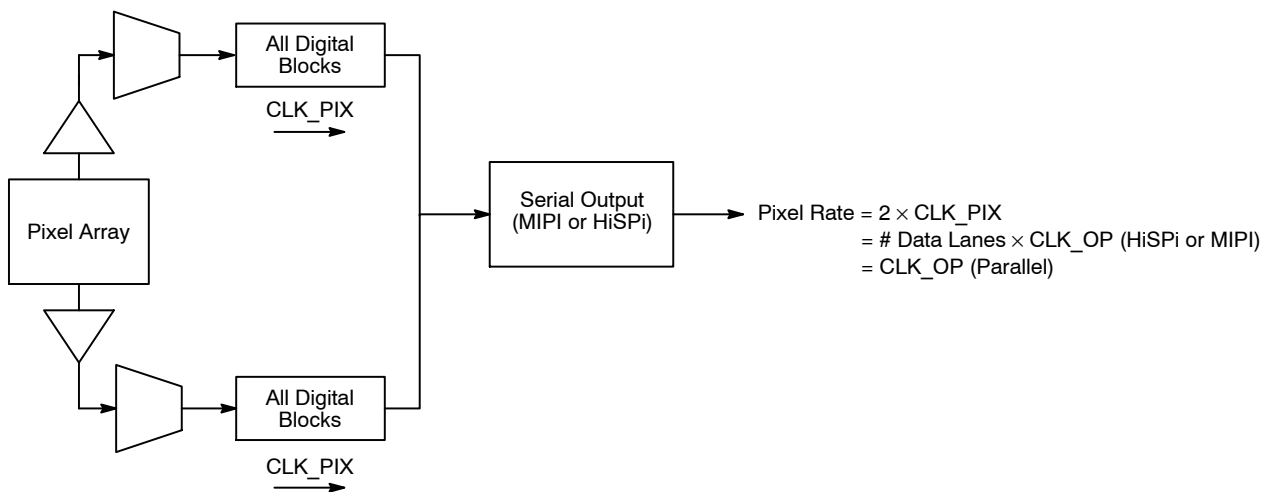 All Digital
Blocks
CLK_PIX
Pixel Array
Serial Output
(MIPI or HiSPi)
Pixel Rate = 2 × CLK_PIX
= # Data Lanes × CLK_OP (HiSPi or MIPI)
= CLK_OP (Parallel)
All Digital
Blocks
CLK_PIX